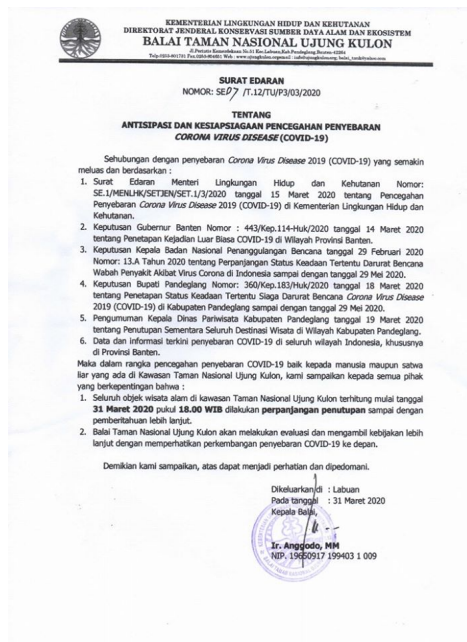 KEMENTERIAN LINGKUNGAN HIDUP DAN KEHUTANAN
DIREKTORAT JENDERAL KONSERVASI SUMBER DAYA ALAM DAN EKOSISTEM
BALAI TAMAN NASIONAL UJUNG KULON
SURAT EDARAN
NOMOR: SE07 /T.12/TU/P3/03/2020
TENTANG
ANTISIPASI DAN KESIAPSIAGAAN PENCEGAHAN PENYEBARAN
CORONA VIRUS DISEASE (COVID-19)
Sehubungan dengan penyebaran Corona Virus Disease 2019 (COVID-19) yang semakin
meluas dan berdasarkan :
1. Surat Edaran Menteri Lingkungan Hidup dan Kehutanan Nomor:
SE.1/MENLHK/SETJEN/SET.1/3/2020 tanggal 15 Maret 2020 tentang Pencegahan
Penyebaran Corona Virus Disease 2019 (COVID-19) di Kementerian Lingkungan Hidup dan
Kehutanan.
2. Keputusan Gubernur Banten Nomor : 443/Kep.114-Huk/2020 tanggal 14 Maret 2020
tentang Penetapan Kejadian Luar Biasa COVID-19 di Wilayah Provinsi Banten.
3. Keputusan Kepala Badan Nasional Penanggulangan Bencana tanggal 29 Februari 2020
Nomor: 13.A Tahun 2020 tentang Perpanjangan Status Keadaan Tertentu Darurat Bencana
Wabah Penyakit Akibat Virus Corona di Indonesia sampai dengan tanggal 29 Mei 2020.
4. Keputusan Bupati Pandeglang Nomor: 360/Kep.183/Huk/2020 tanggal 18 Maret 2020
tentang Penetapan Status Keadaan Tertentu Siaga Darurat Bencana Corona Virus Disease
2019 (COVID-19) di Kabupaten Pandeglang sampai dengan tanggal 29 Mei 2020.
5. Pengumuman Kepala Dinas Pariwisata Kabupaten Pandeglang tanggal 19 Maret 2020
tentang Penutupan Sementara Seluruh Destinasi Wisata di Wilayah Kabupaten Pandeglang.
6. Data dan informasi terkini penyebaran COVID-19 di seluruh wilayah Indonesia, khususnya
di Provinsi Banten.
Maka dalam rangka pencegahan penyebaran COVID-19 baik kepada manusia maupun satwa
liar yang ada di Kawasan Taman Nasional Ujung Kulon, kami sampaikan kepada semua pihak
yang berkepentingan bahwa :
1. Seluruh objek wisata alam di kawasan Taman Nasional Ujung Kulon terhitung mulai tanggal
31 Maret 2020 pukul 18.00 WIB dilakukan perpanjangan penutupan sampai dengan
pemberitahuan lebih lanjut.
2. Balai Taman Nasional Ujung Kulon akan melakukan evaluasi dan mengambil kebijakan lebih
lanjut dengan memperhatikan perkembangan penyebaran COVID-19 ke depan.
Demikian kami sampaikan, atas dapat menjadi perhatian dan dipedomani.
Dikeluarkan di : Labuan
Pada tanggal : 31 Maret 2020
Kepala Balai,
Ir. Anggodo, MM
NIP. 19650917 199403 1 009